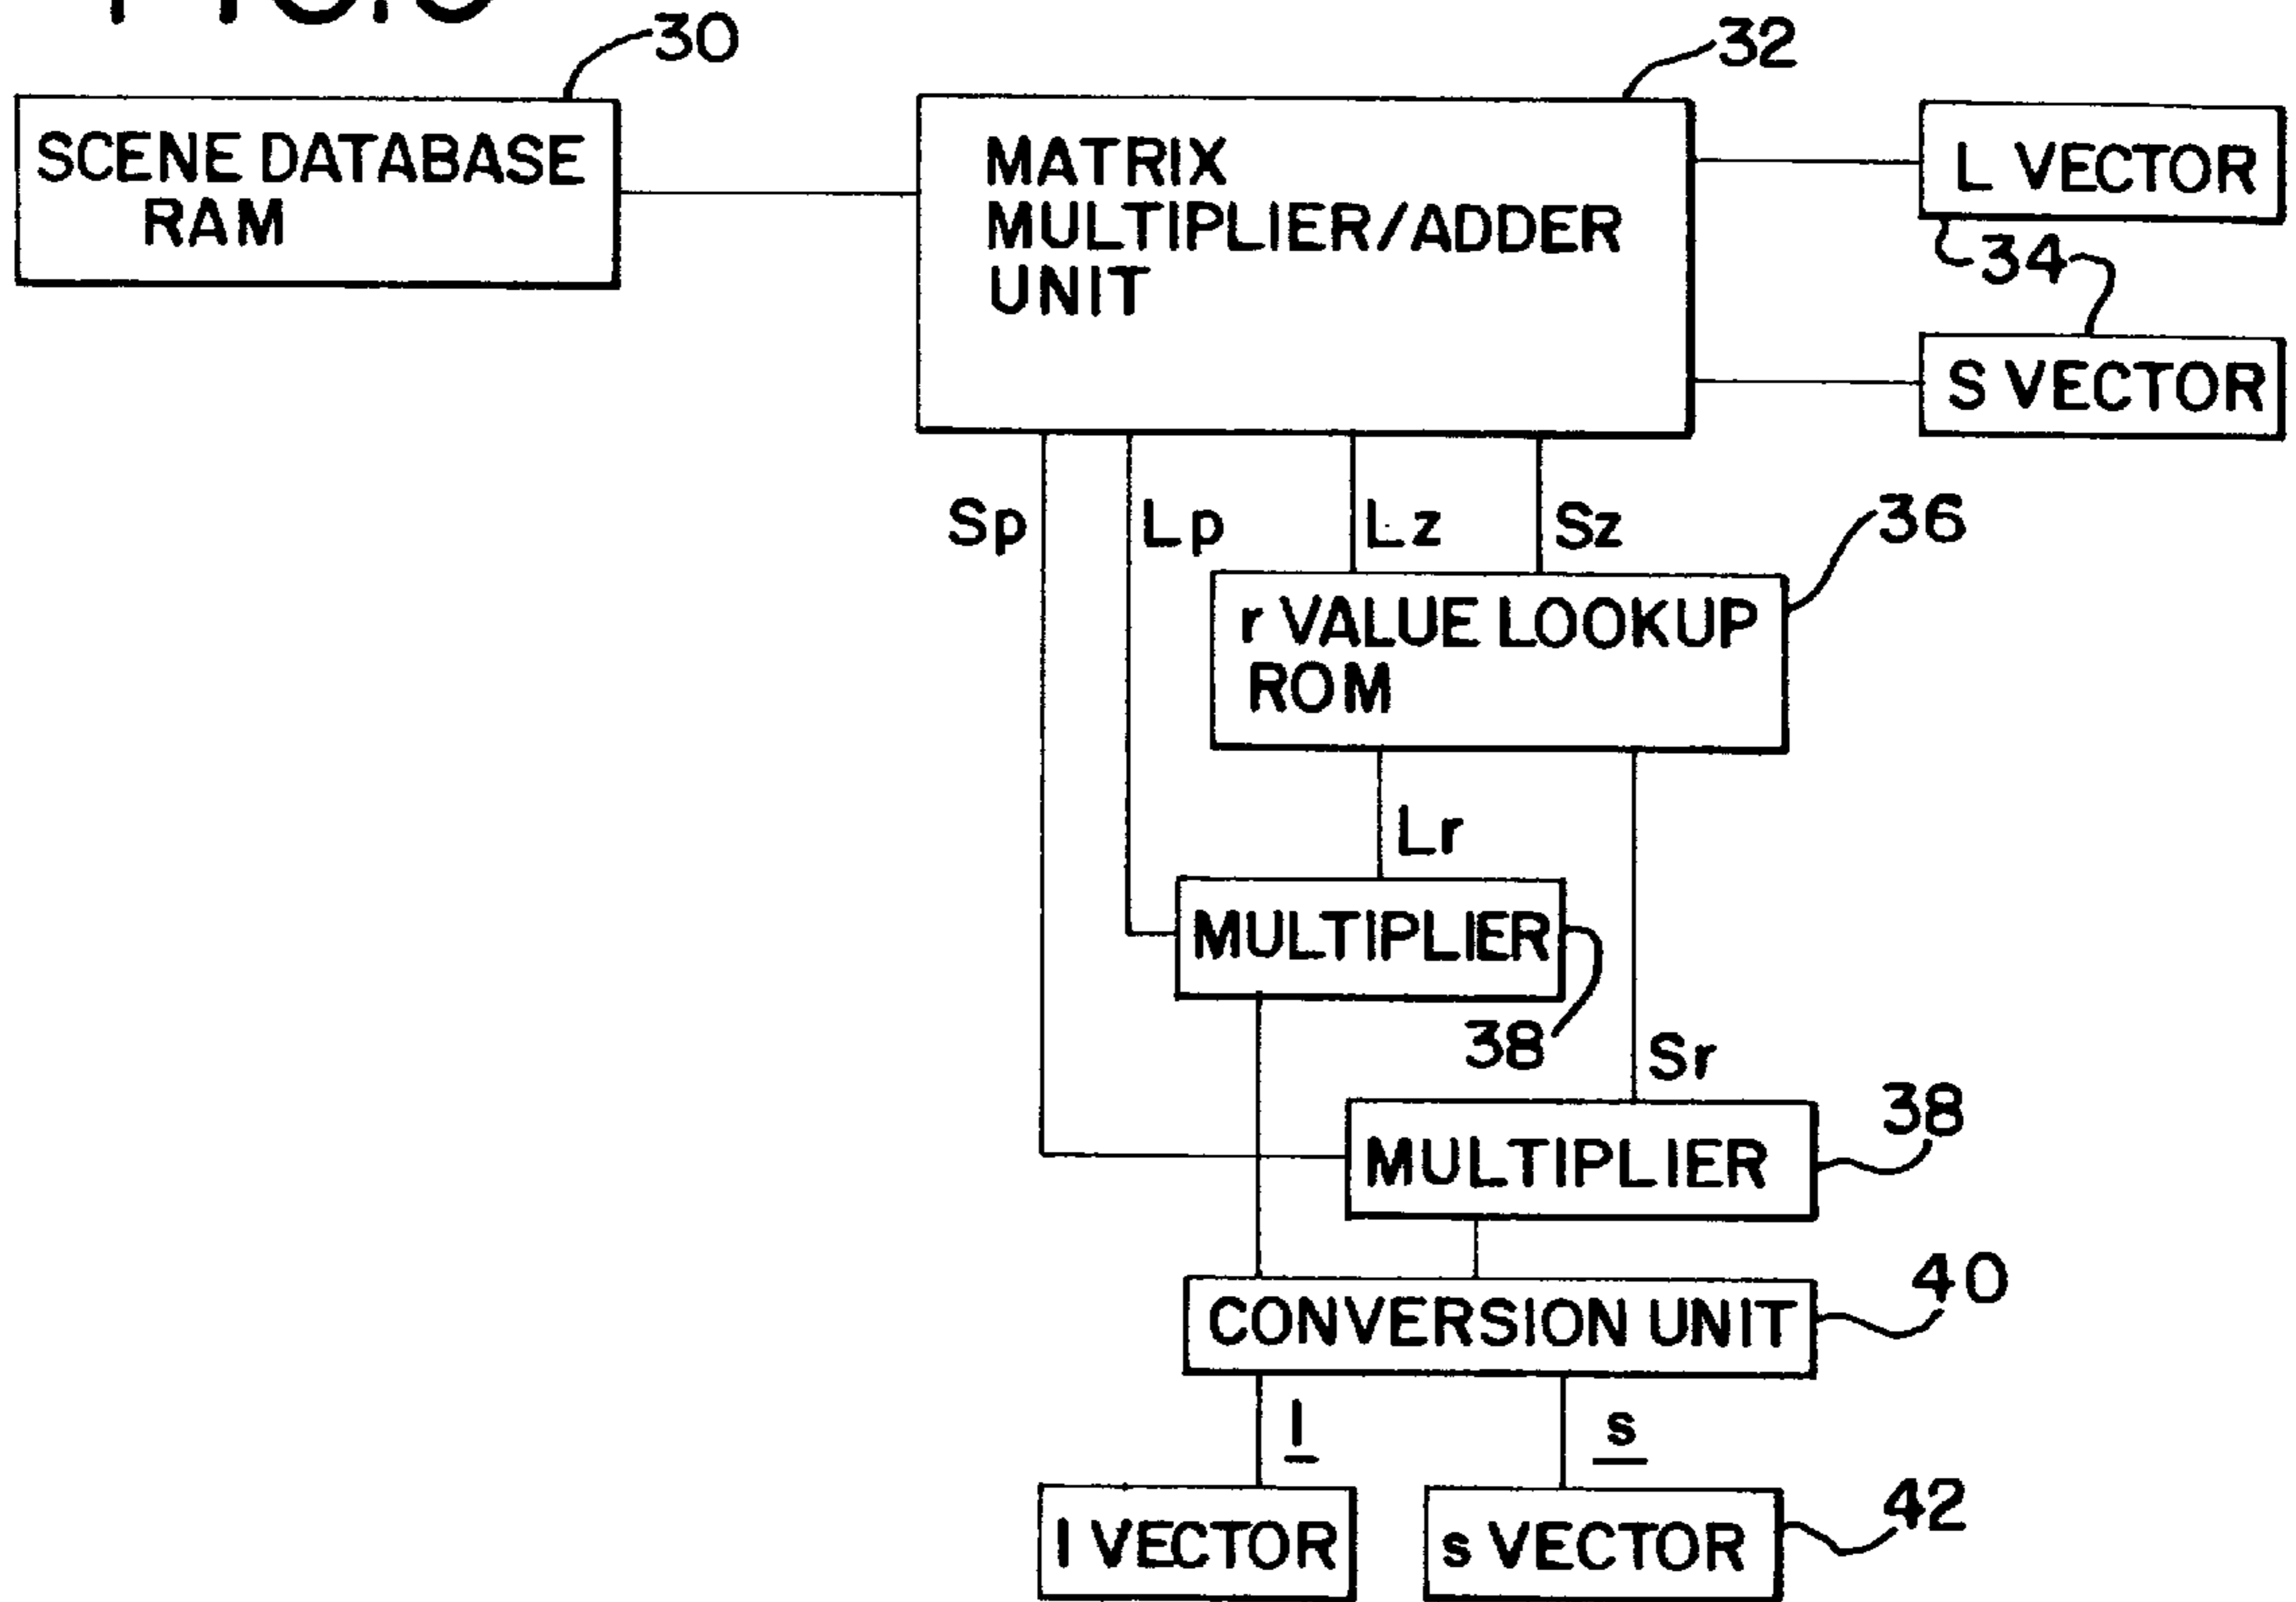 30
32
SCENE DATABASE
RAM
MATRIX
MULTIPLIER/ADDER
UNIT
L VECTOR
34
S VECTOR
Sp
Lp
Lz
Sz
36
r VALUE LOOKUP
ROM
Lr
MULTIPLIER
38
Sr
MULTIPLIER
38
CONVERSION UNIT
40
l
s
l VECTOR
s VECTOR
42